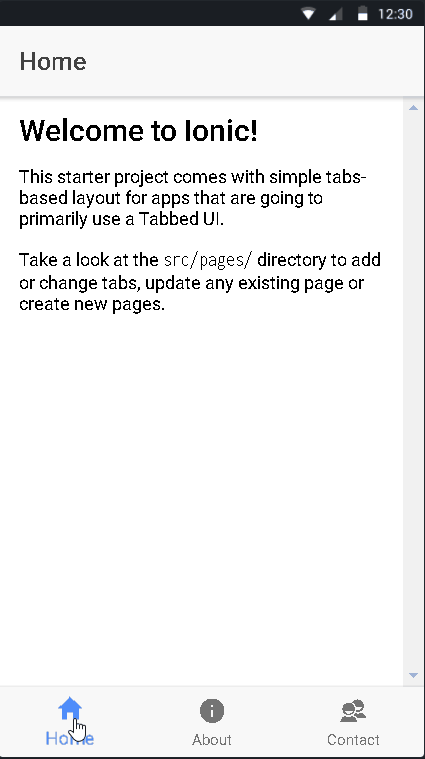 12:30
Home
Welcome to Ionic!
This starter project comes with simple tabs-
based layout for apps that are going to
primarily use a Tabbed UI.
Take a look at the src/pages/ directory to add
or change tabs, update any existing page or
create new pages.
Home
About
Contact